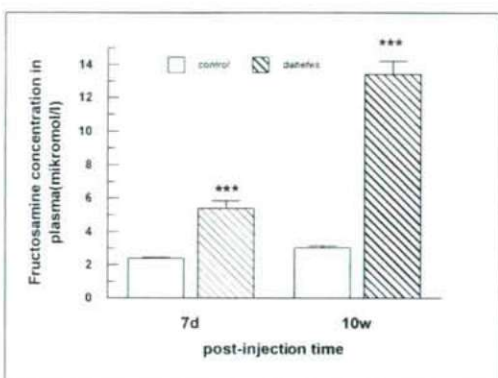 Fructosamine concentration in
plasma(mikromol/l)
14
12
10
8
6
4
2
0
control
diabetes
***
***
7d
10w
post-injection time